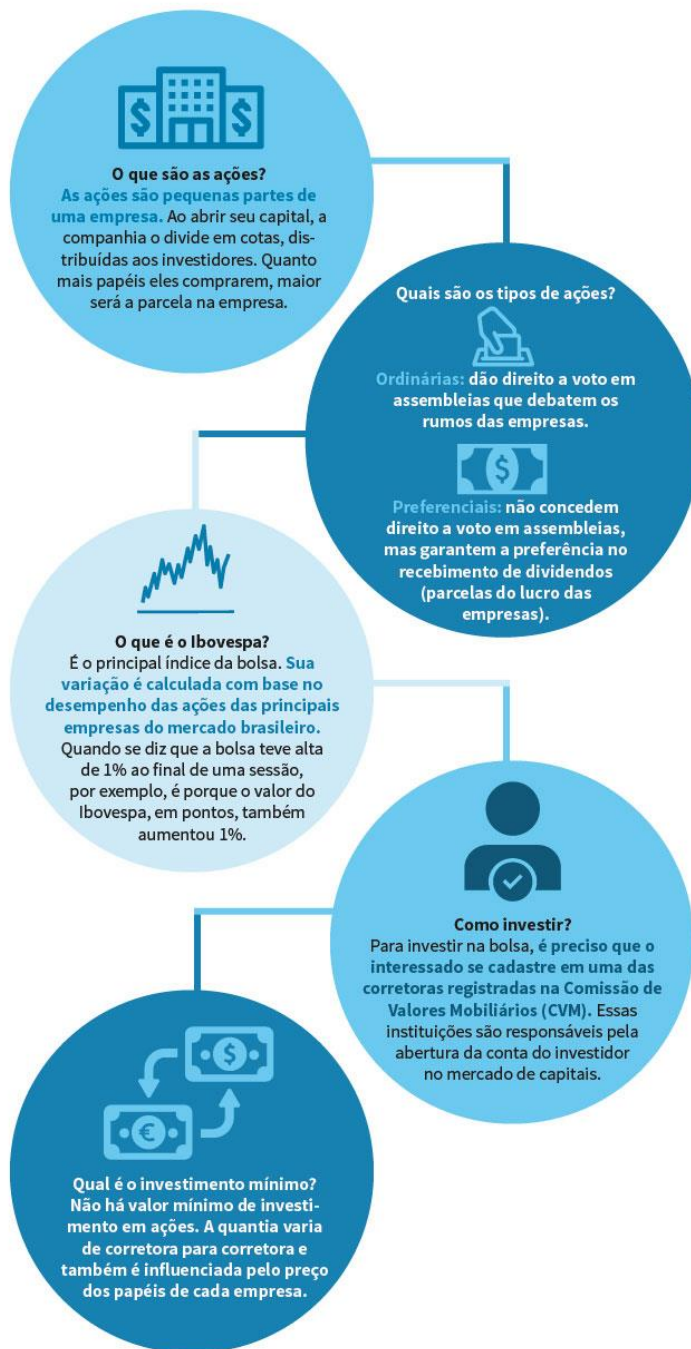 O que são as ações?
As ações são pequenas partes de
uma empresa. Ao abrir seu capital, a
companhia o divide em cotas, dis-
tribuídas aos investidores. Quanto
mais papéis eles comprarem, maior
será a parcela na empresa.
Quais são os tipos de ações?
Ordinárias: dão direito a voto em
assembleias que debatem os
rumos das empresas.
Preferenciais: não concedem
direito a voto em assembleias,
mas garantem a preferência no
recebimento de dividendos
(parcelas do lucro das
empresas).
O que é o Ibovespa?
É o principal índice da bolsa. Sua
variação é calculada com base no
desempenho das ações das principais
empresas do mercado brasileiro.
Quando se diz que a bolsa teve alta
de 1% ao final de uma sessão,
por exemplo, é porque o valor do
Ibovespa, em pontos, também
aumentou 1%.
Como investir?
Para investir na bolsa, é preciso que o
interessado se cadastre em uma das
corretoras registradas na Comissão de
Valores Mobiliários (CVM). Essas
instituições são responsáveis pela
abertura da conta do investidor
no mercado de capitais.
Qual é o investimento mínimo?
Não há valor mínimo de investi-
mento em ações. A quantia varia
de corretora para corretora e
também é influenciada pelo preço
dos papéis de cada empresa.